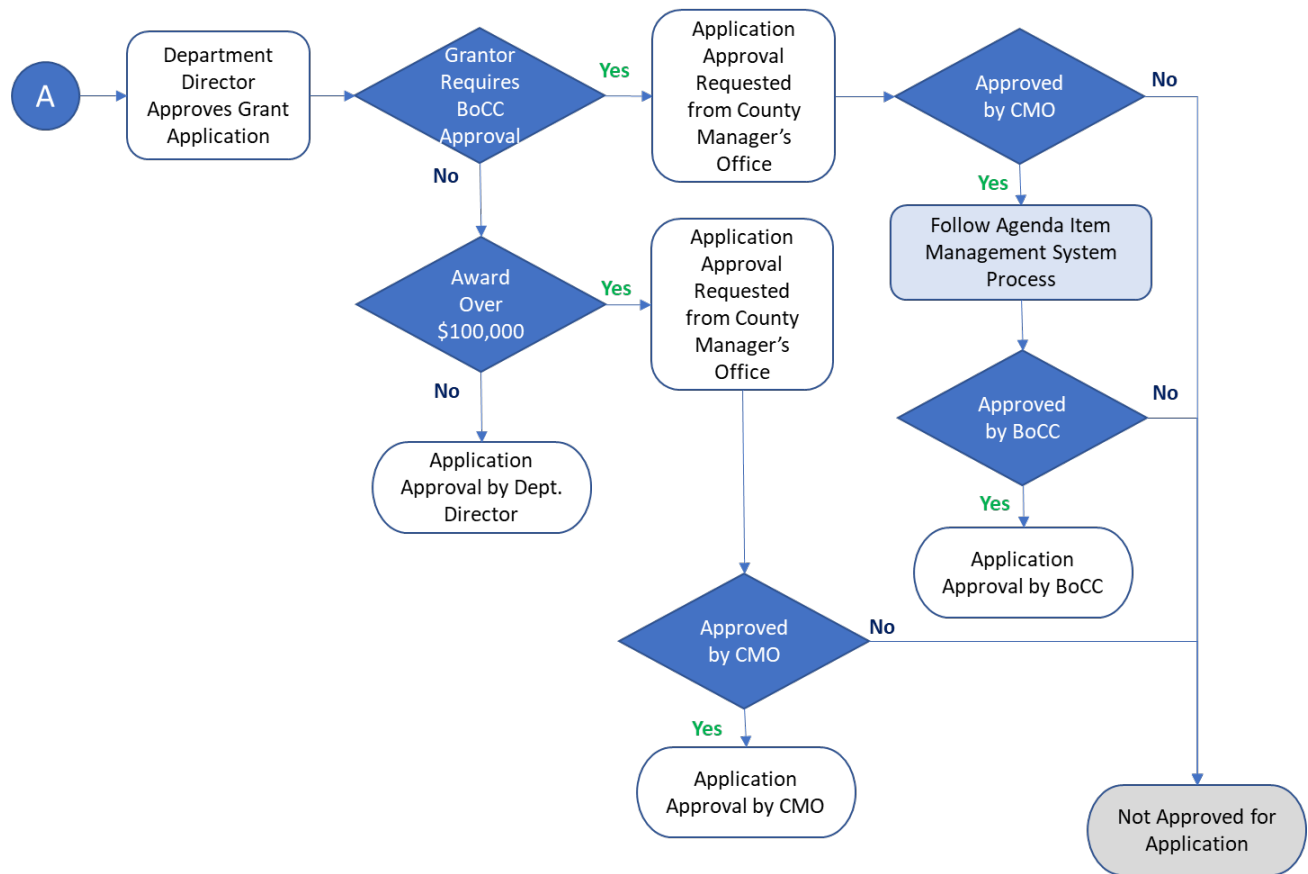 A
Department
Director
Approves Grant
Application
Grantor
Requires
BoCC
Approval
Yes
Application
Approval
Requested
from County
Manager's
Office
Approved
by CMO
No
No
Yes
Follow Agenda Item
Management System
Process
Award
Over
$100,000
Yes
Application
Approval
Requested
from County
Manager's
Office
No
Approved
by BoCC
No
Application
Approval by Dept.
Director
Yes
Application
Approval by BoCC
Approved
by CMO
No
Yes
Application
Approval by CMO
Not Approved for
Application